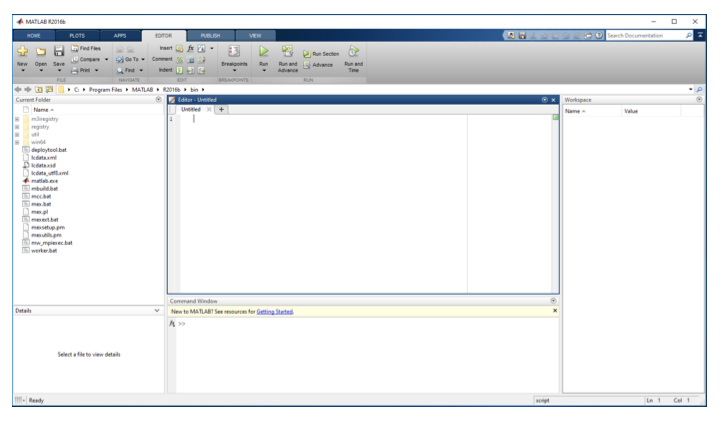 MATLAB R2016b
HOME PLOTS APPS EDITOR PUBLISH VIEW Search Documentation
New Open Save Find Files Compare Print Go To Find Insert fx Comment Indent Breakpoints Run Run and Advance Run Section Advance Run and Time
FILE NAVIGATE EDIT BREAKPOINTS RUN
C: Program Files MATLAB R2016b bin
Current Folder Editor - Untitled Workspace
Name Untitled + Name Value
1
m3iregistry
registry
util
win64
deploytool.bat
lcdata.xml
lcdata.xsd
lcdata_utf8.xml
matlab.exe
mbuild.bat
mcc.bat
mex.bat
mex.pl
mexext.bat
mexsetup.pm
mexutils.pm
mw_mpiexec.bat
worker.bat
Command Window
Details New to MATLAB? See resources for Getting Started.
fx >>
Select a file to view details
Ready script Ln 1 Col 1